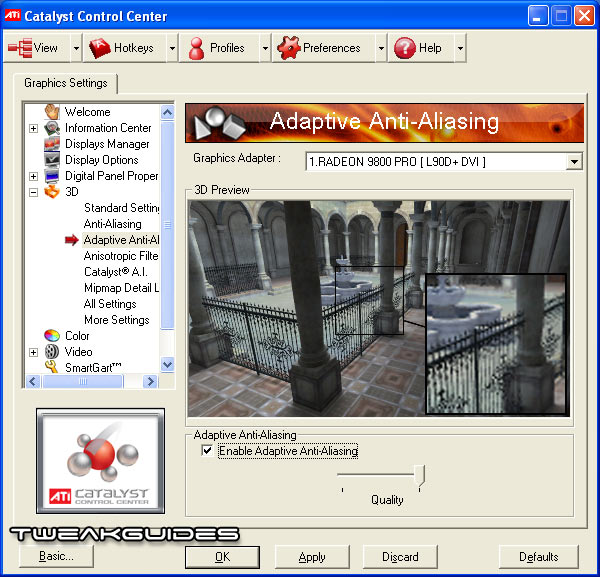 ATI Catalyst Control Center
View Hotkeys Profiles Preferences ? Help
Graphics Settings
Welcome
Information Center
Displays Manager
Display Options
Digital Panel Proper
3D
Standard Settin
Anti-Aliasing
Adaptive Anti-Al
Anisotropic Filte
Catalyst® A.I.
Mipmap Detail L
All Settings
More Settings
Color
Video
SmartGart™
Adaptive Anti-Aliasing
Graphics Adapter :
1.RADEON 9800 PRO [ L90D+ DVI ]
3D Preview
Adaptive Anti-Aliasing
Enable Adaptive Anti-Aliasing
Quality
ATI CATALYST
CONTROL CENTER
TWEAKGUIDES
Basic... OK Apply Discard Defaults